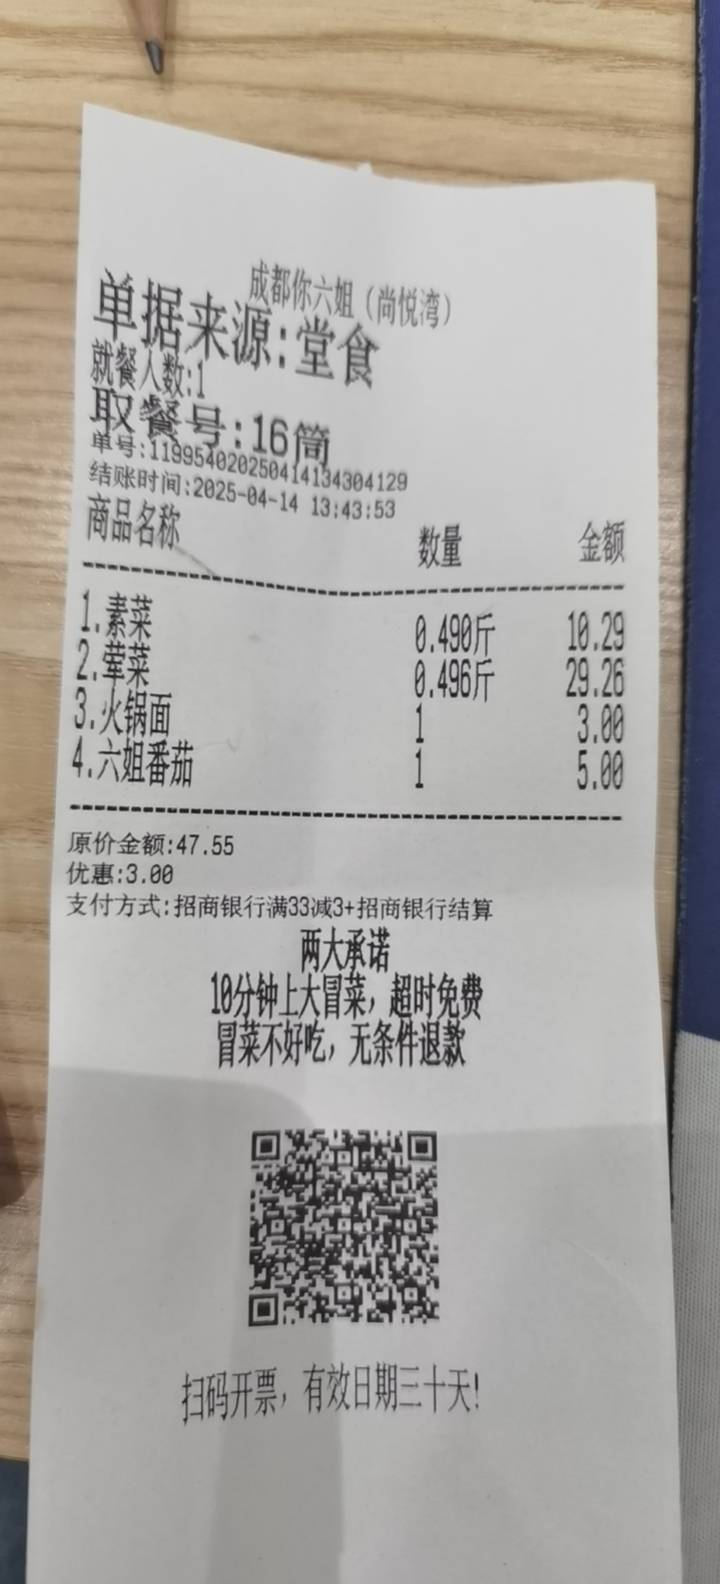 成都你六姐（尚悦湾）
单据来源:堂食
就餐人数:1
取餐号:16筒
单号:119954020250414134304129
结账时间:2025-04-14 13:43:53
商品名称 数量 金额
1.素菜 0.490斤 10.29
2.荤菜 0.496斤 29.26
3.火锅面 1 3.00
4.六姐番茄 1 5.00
原价金额:47.55
优惠:3.00
支付方式:招商银行满33减3+招商银行结算
两大承诺
10分钟上大冒菜，超时免费
冒菜不好吃，无条件退款
扫码开票，有效日期三十天!